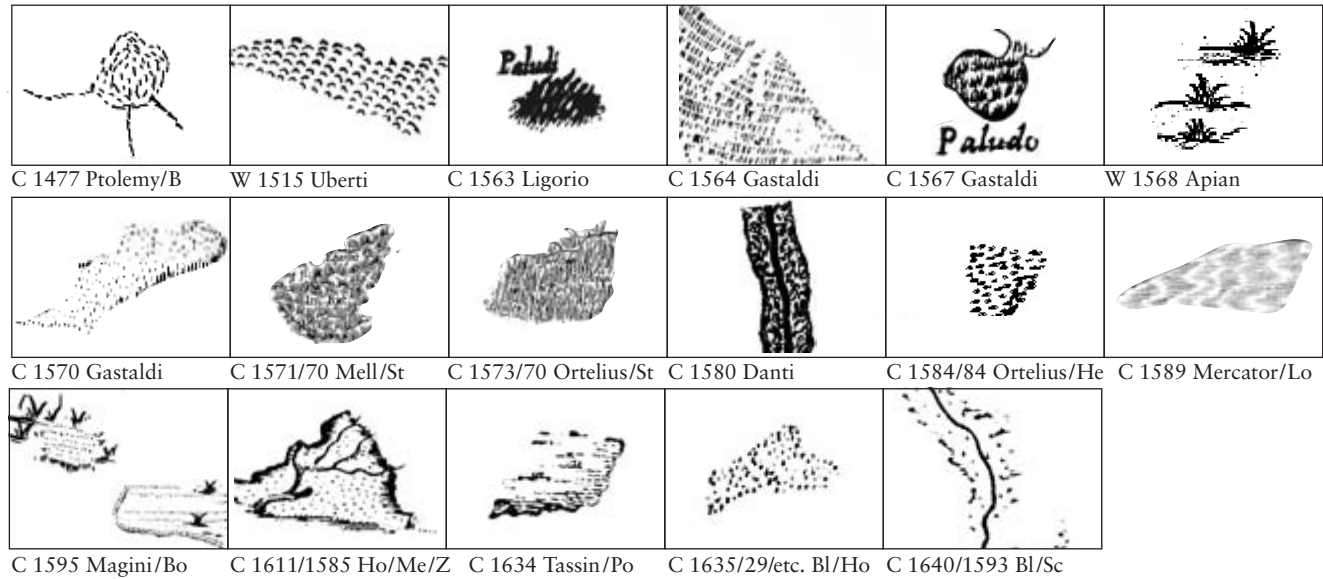 Paludi
Paludo
C 1477 Ptolemy/B W 1515 Uberti C 1563 Ligorio C 1564 Gastaldi C 1567 Gastaldi W 1568 Apian
C 1570 Gastaldi C 1571/70 Mell/St C 1573/70 Ortelius/St C 1580 Danti C 1584/84 Ortelius/He C 1589 Mercator/Lo
C 1595 Magini/Bo C 1611/1585 Ho/Me/Z C 1634 Tassin/Po C 1635/29/etc. Bl/Ho C 1640/1593 Bl/Sc